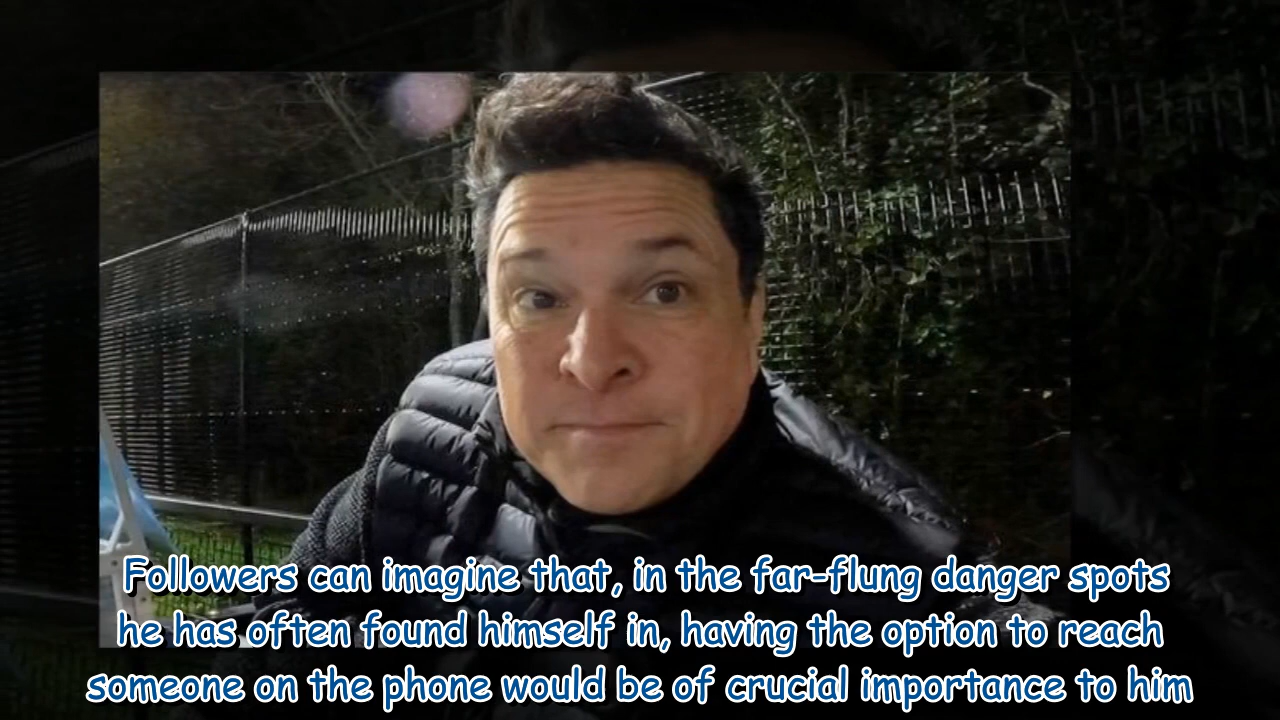 Followers can imagine that, in the far-flung danger spots
he has often found himself in, having the option to reach
someone on the phone would be of crucial importance to him